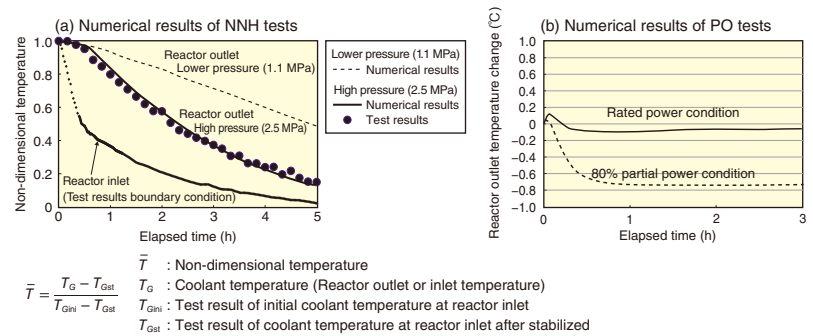 (a) Numerical results of NNH tests
Non-dimensional temperature
1.0
0.8
0.6
0.4
0.2
0
Reactor outlet
Lower pressure (1.1 MPa)
Reactor outlet
High pressure (2.5 MPa)
Reactor inlet
(Test results boundary condition)
0 1 2 3 4 5
Elapsed time (h)
Lower pressure (1.1 MPa)
Numerical results
High pressure (2.5 MPa)
Numerical results
Test results
(b) Numerical results of PO tests
Reactor outlet temperature change (℃)
1.0
0.8
0.6
0.4
0.2
0
−0.2
−0.4
−0.6
−0.8
−1.0
Rated power condition
80% partial power condition
0 1 2 3
Elapsed time (h)
T̄ = (T_G − T_Gst) / (T_Gini − T_Gst)
T̄ : Non-dimensional temperature
T_G : Coolant temperature (Reactor outlet or inlet temperature)
T_Gini : Test result of initial coolant temperature at reactor inlet
T_Gst : Test result of coolant temperature at reactor inlet after stabilized